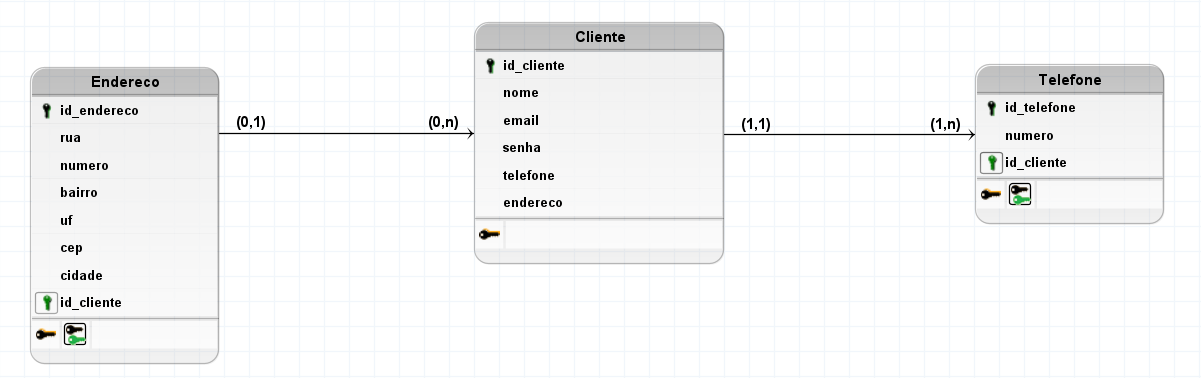 Endereco
id_endereco
rua
numero
bairro
uf
cep
cidade
id_cliente
(0,1)
(0,n)
Cliente
id_cliente
nome
email
senha
telefone
endereco
(1,1)
(1,n)
Telefone
id_telefone
numero
id_cliente